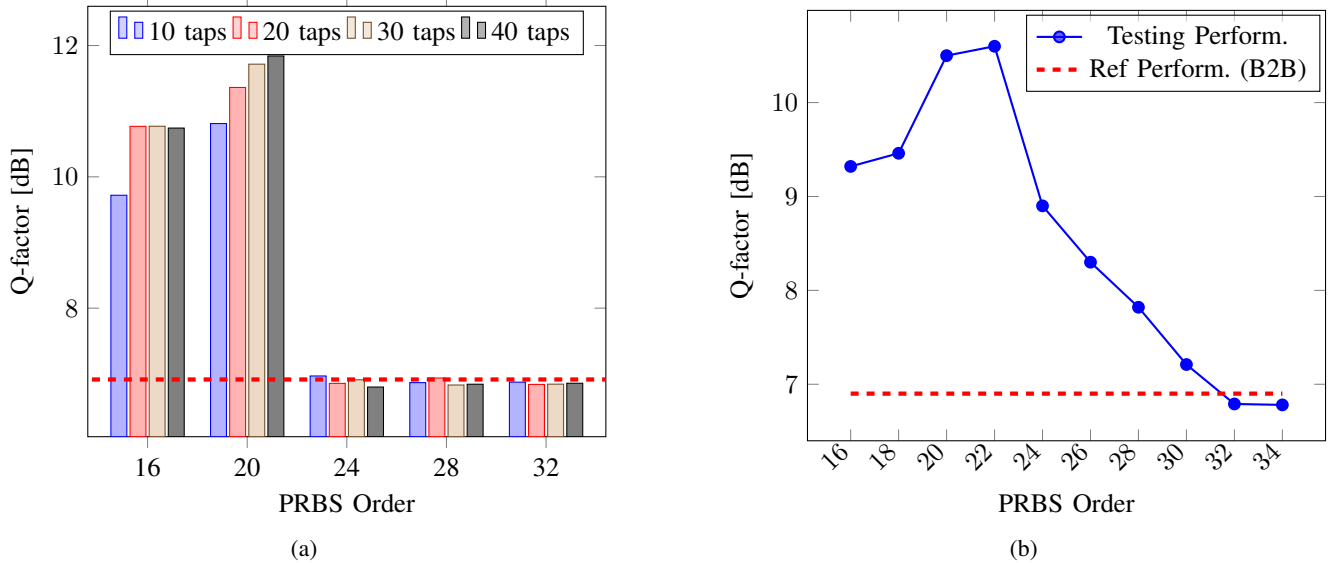 10 taps 20 taps 30 taps 40 taps
12
10
8
Q-factor [dB]
16 20 24 28 32
PRBS Order
(a)
Testing Perform.
Ref Perform. (B2B)
10
9
8
7
Q-factor [dB]
16 18 20 22 24 26 28 30 32 34
PRBS Order
(b)